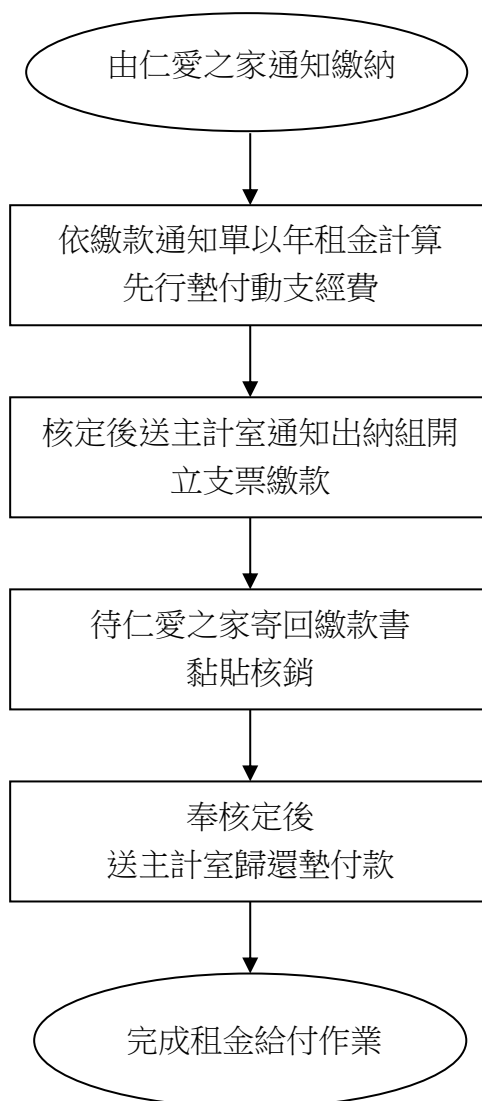 由仁愛之家通知繳納
依繳款通知單以年租金計算
先行墊付動支經費
核定後送主計室通知出納組開
立支票繳款
待仁愛之家寄回繳款書
黏貼核銷
奉核定後
送主計室歸還墊付款
完成租金給付作業